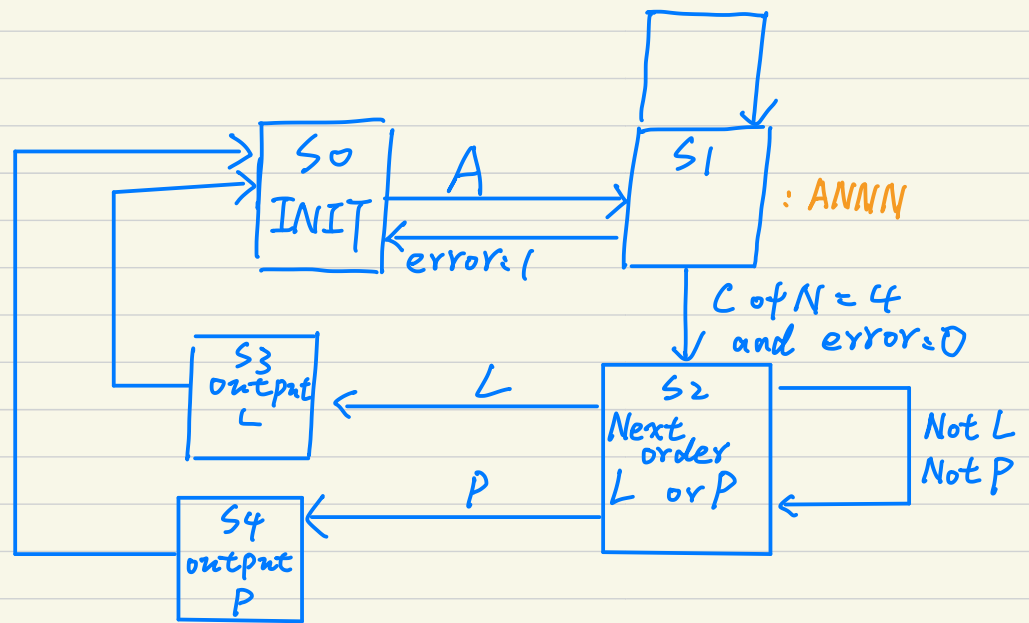 S0
INIT
A
error:1
S1
: ANNN
C of N = 4
and error:0
S2
Next
order
L or P
Not L
Not P
L
P
S3
output
L
S4
output
P